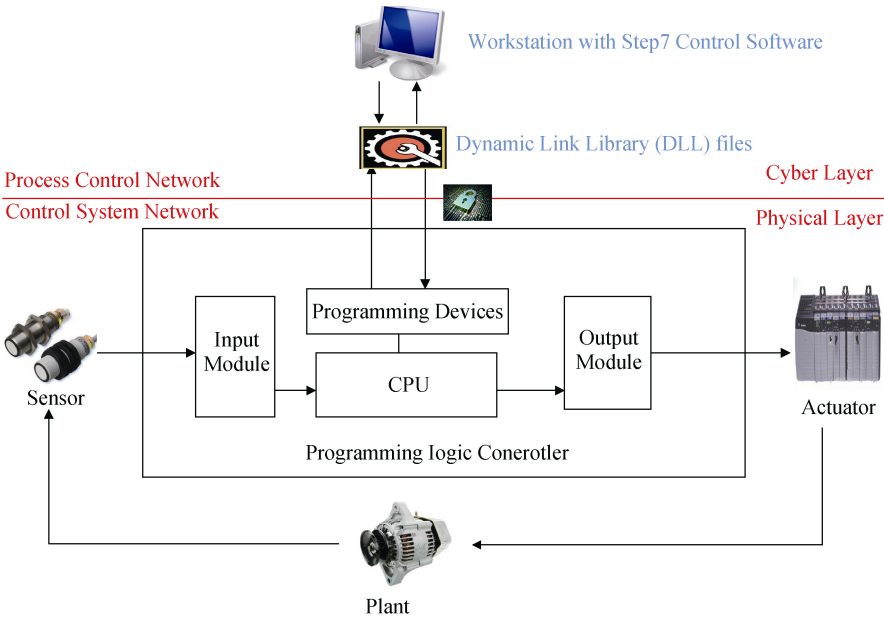 Workstation with Step7 Control Software
Dynamic Link Library (DLL) files
Process Control Network
Cyber Layer
Control System Network
Physical Layer
Programming Devices
Input
Module
Output
Module
CPU
Sensor
Actuator
Programming logic Conerotler
Plant